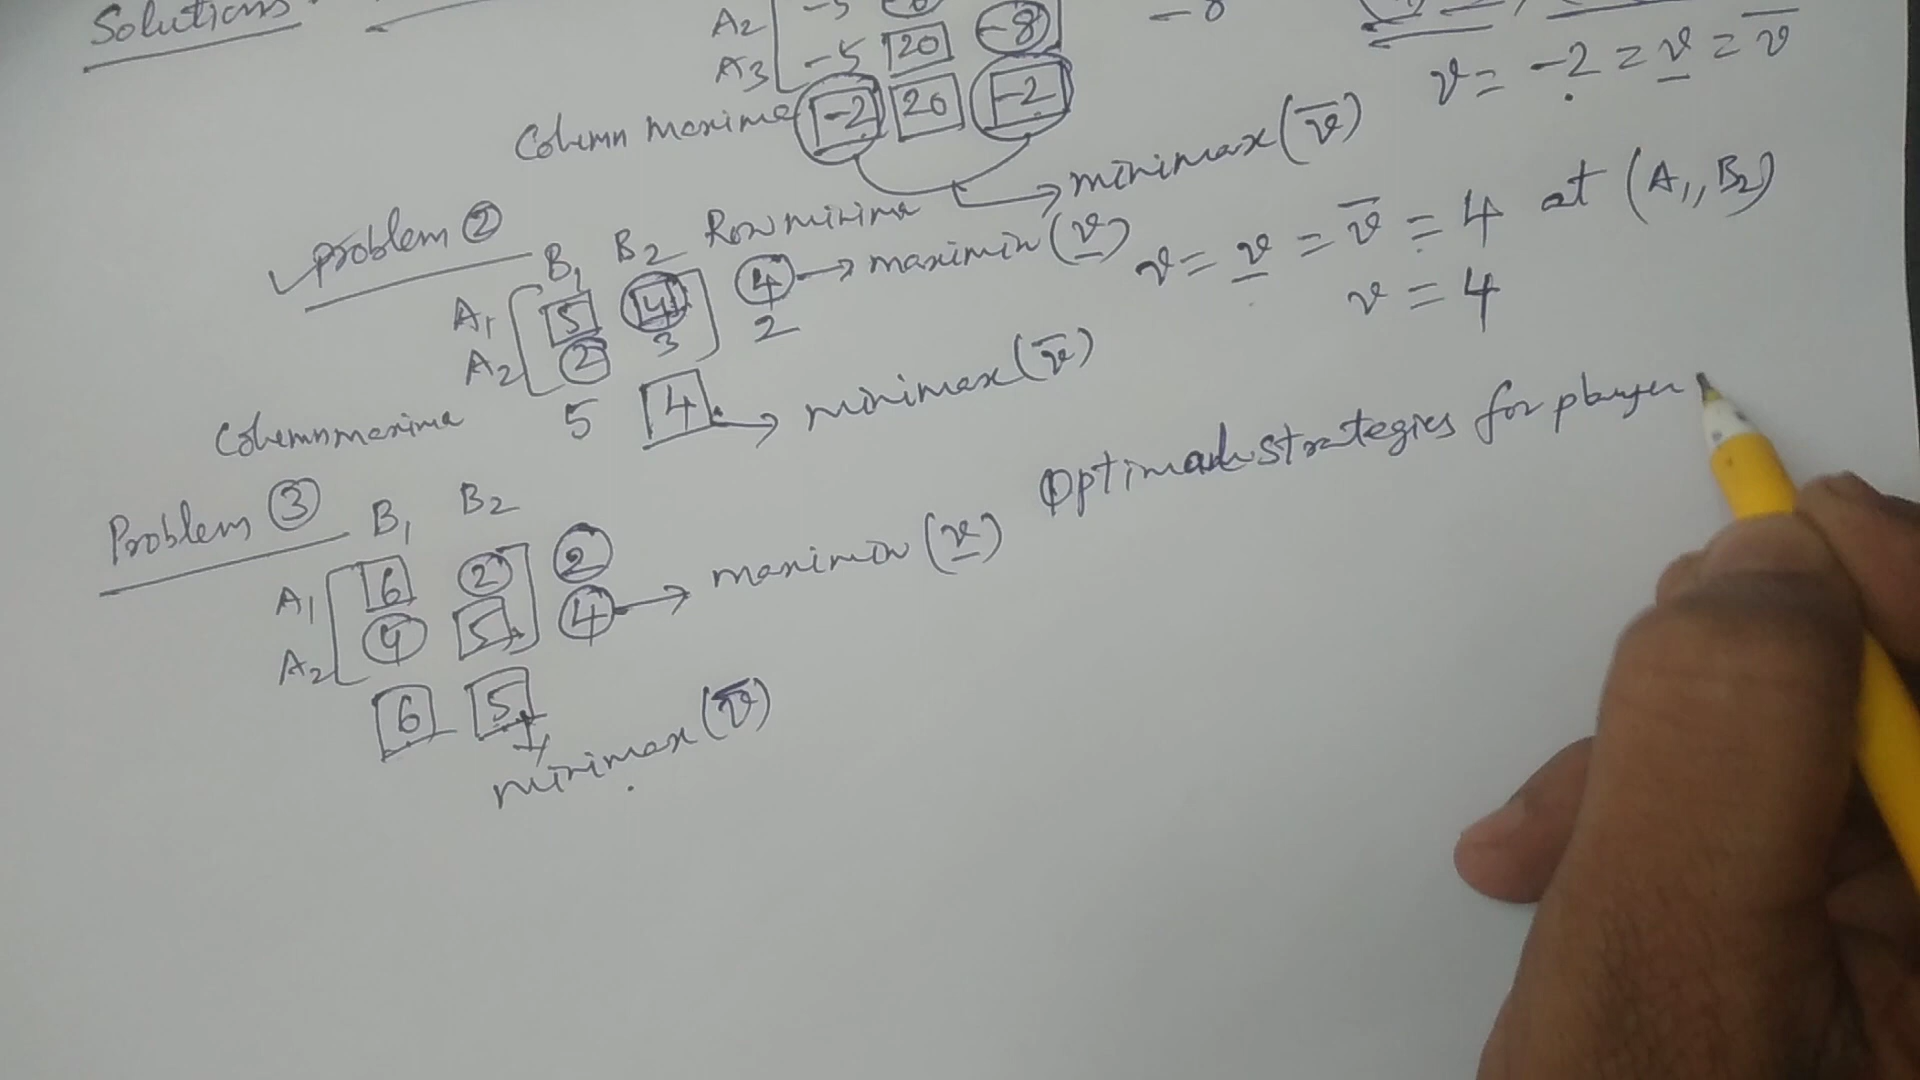 Solutions
A2 -5
A3 -5 20 -8 -8
v = -2 = v = v
Column maxima -2 20 -2
minimax (v)
problem 2
B1 B2 Row minima
A1 5 4 4 → maximin (v)
v = v = v = 4 at (A1, B2)
A2 2 3 2
v = 4
Column maxima 5 4 → minimax (v)
Optimal strategies for player
Problem 3
B1 B2
A1 6 2 2
A2 4 5 4 → maximin (v)
6 5
minimax (v)